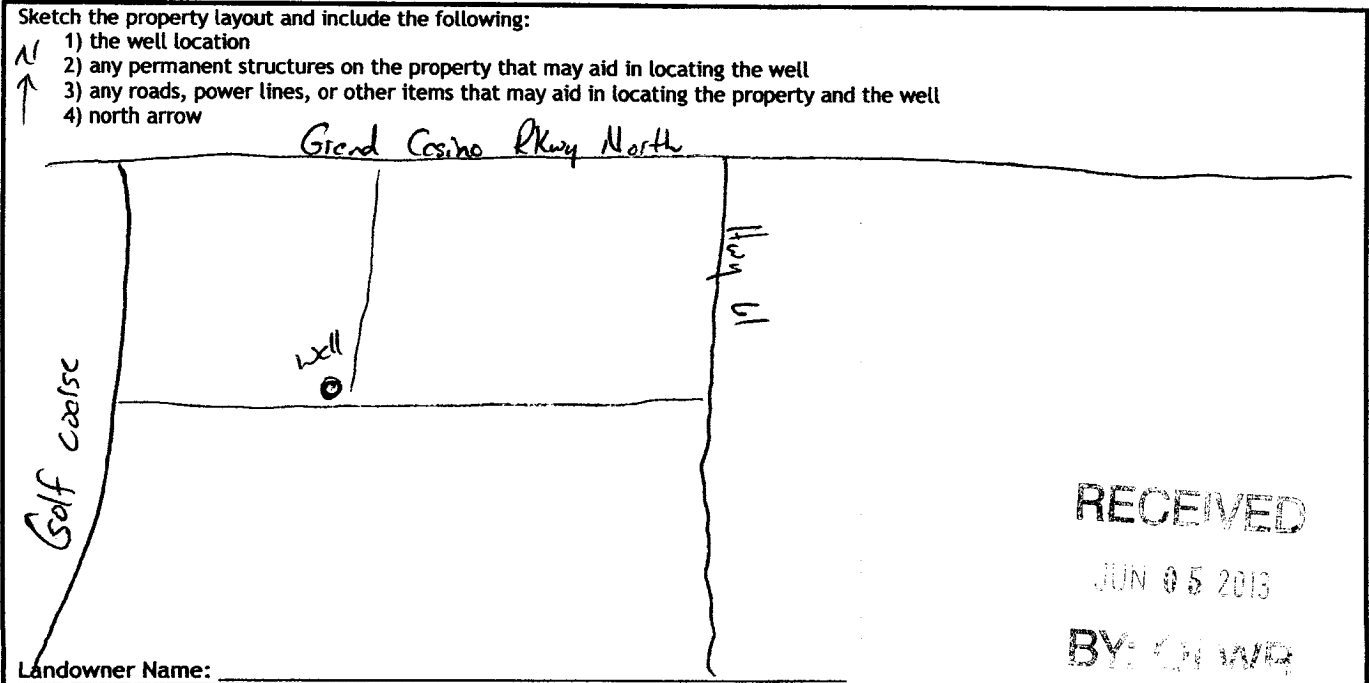 Sketch the property layout and include the following:
1) the well location
2) any permanent structures on the property that may aid in locating the well
3) any roads, power lines, or other items that may aid in locating the property and the well
4) north arrow
N
Grand Casino Pkwy North
Hwy 61
well
Golf coarse
RECEIVED
JUN 05 2013
BY:
Landowner Name: